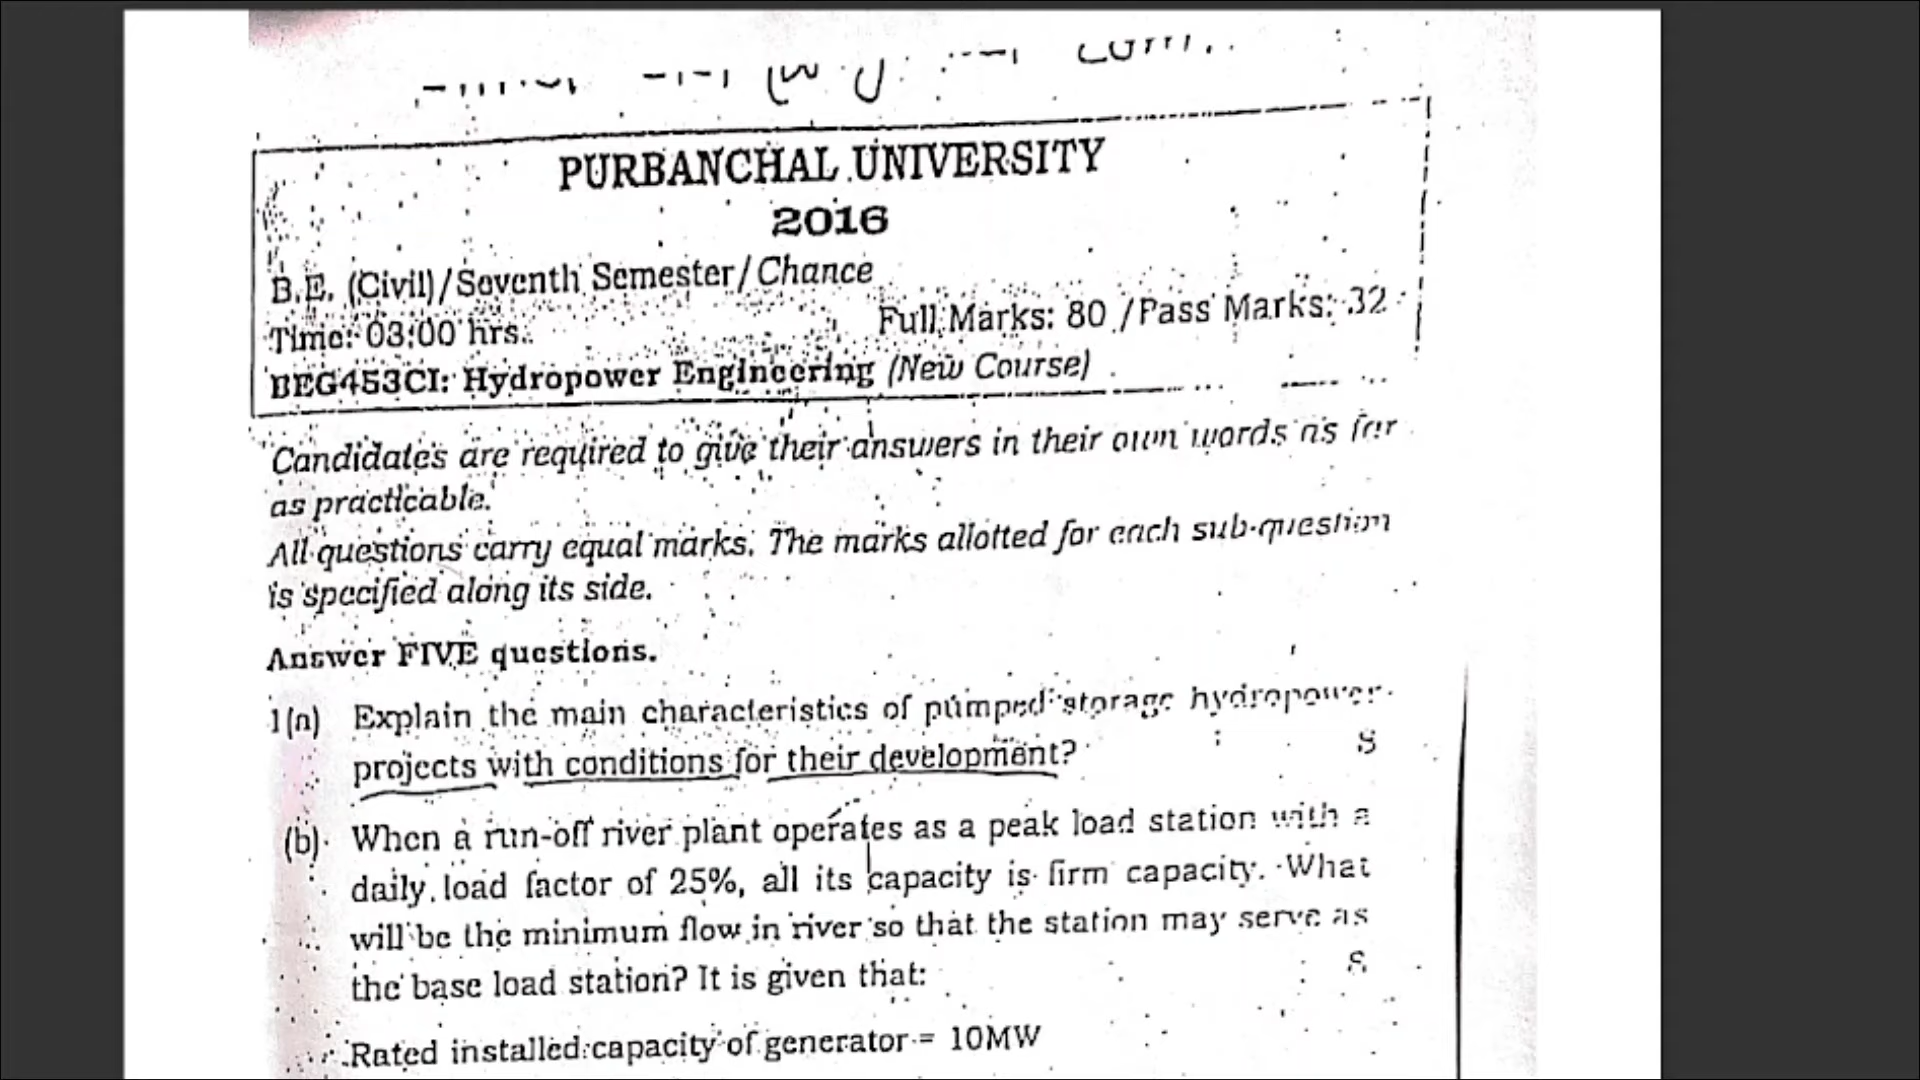 PURBANCHAL UNIVERSITY
2016
B.E. (Civil)/Seventh Semester/Chance
Time: 03:00 hrs.
Full Marks: 80 /Pass Marks: 32
BEG453CI: Hydropower Engineering (New Course)
Candidates are required to give their answers in their own words as far
as practicable.
All questions carry equal marks. The marks allotted for each sub-question
is specified along its side.
Answer FIVE questions.
1(a) Explain the main characteristics of pumped storage hydropower
projects with conditions for their development? 8
(b) When a run-off river plant operates as a peak load station with a
daily load factor of 25%, all its capacity is firm capacity. What
will be the minimum flow in river so that the station may serve as
the base load station? It is given that: 8
Rated installed capacity of generator = 10MW